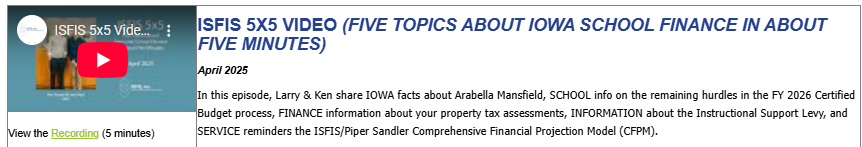 ISFIS 5x5 Vide...
April 2025
View the Recording (5 minutes)
ISFIS 5X5 VIDEO (FIVE TOPICS ABOUT IOWA SCHOOL FINANCE IN ABOUT
FIVE MINUTES)
April 2025
In this episode, Larry & Ken share IOWA facts about Arabella Mansfield, SCHOOL info on the remaining hurdles in the FY 2026 Certified
Budget process, FINANCE information about your property tax assessments, INFORMATION about the Instructional Support Levy, and
SERVICE reminders the ISFIS/Piper Sandler Comprehensive Financial Projection Model (CFPM).